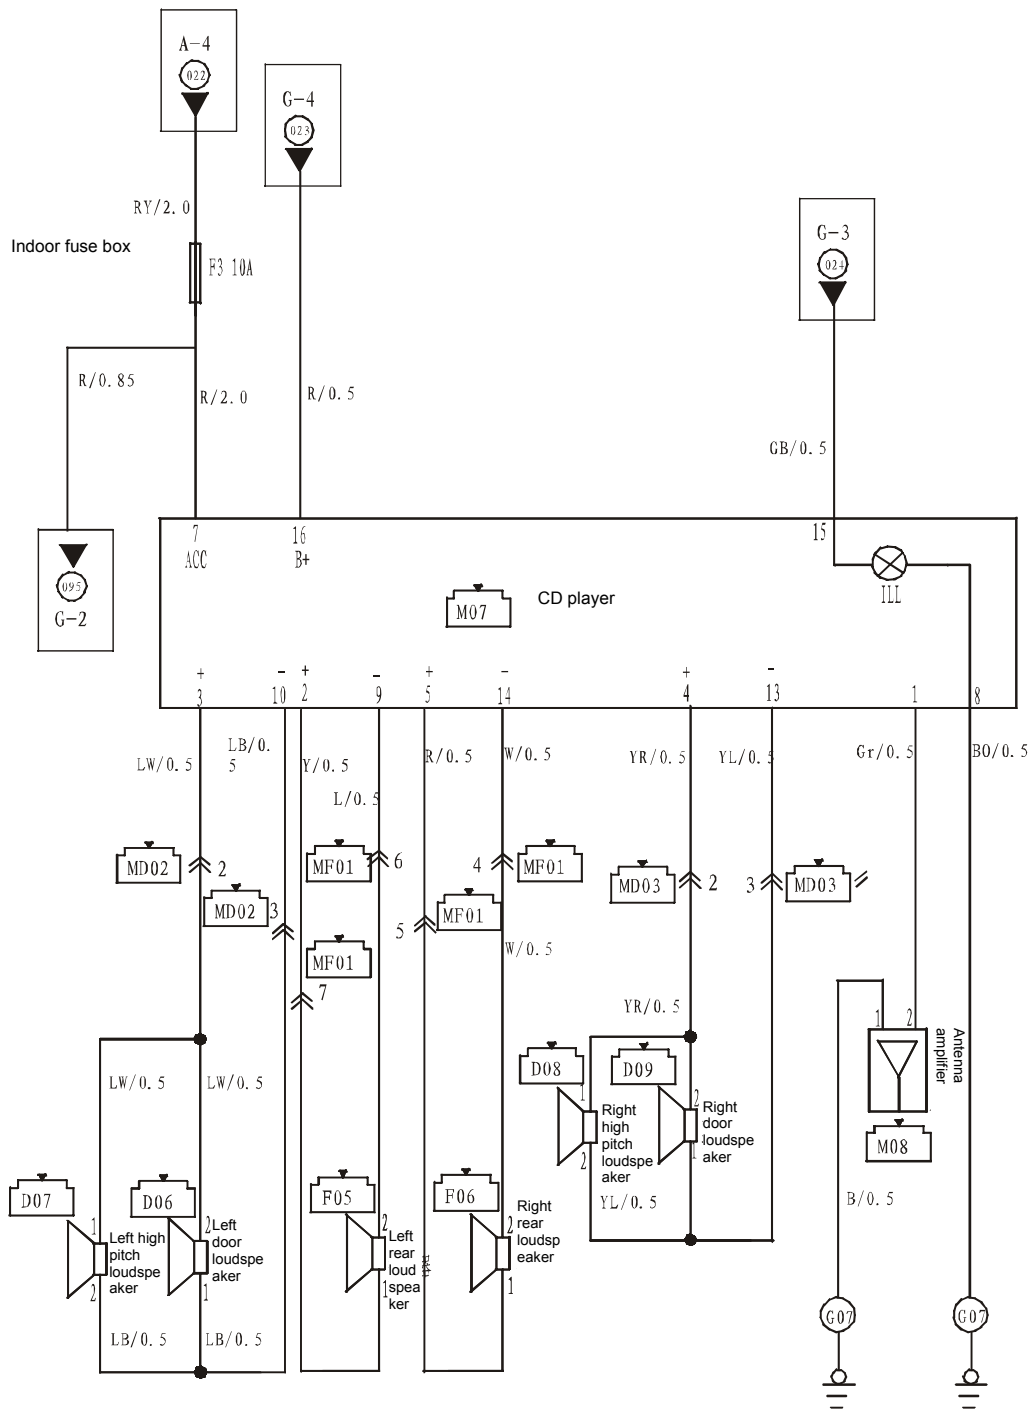 A-4
022
G-4
023
RY/2.0
G-3
Indoor fuse box
F3 10A
024
R/0.85
R/2.0
R/0.5
GB/0.5
7
ACC
16
B+
15
095
G-2
M07
CD player
ILL
+
-
+
-
+
-
+
-
3
10
2
9
5
14
4
13
1
8
LW/0.5
LB/0.
5
Y/0.5
L/0.5
R/0.5
W/0.5
YR/0.5
YL/0.5
Gr/0.5
BO/0.5
MD02
2
MF01
6
4
MF01
MD03
2
3
MD03
MD02
3
5
MF01
MF01
7
W/0.5
YR/0.5
1
2
Antenna
amplifier
D08
D09
LW/0.5
LW/0.5
1
2
Right
high
pitch
loudspe
aker
2
1
Right
door
loudspe
aker
M08
D07
D06
F05
F06
YL/0.5
B/0.5
1
2
Left high
pitch
loudspe
aker
2
1
Left
door
loudspe
aker
2
1
Left
rear
loud
spea
ker
2
1
Right
rear
loudsp
eaker
LB/0.5
LB/0.5
G07
G07